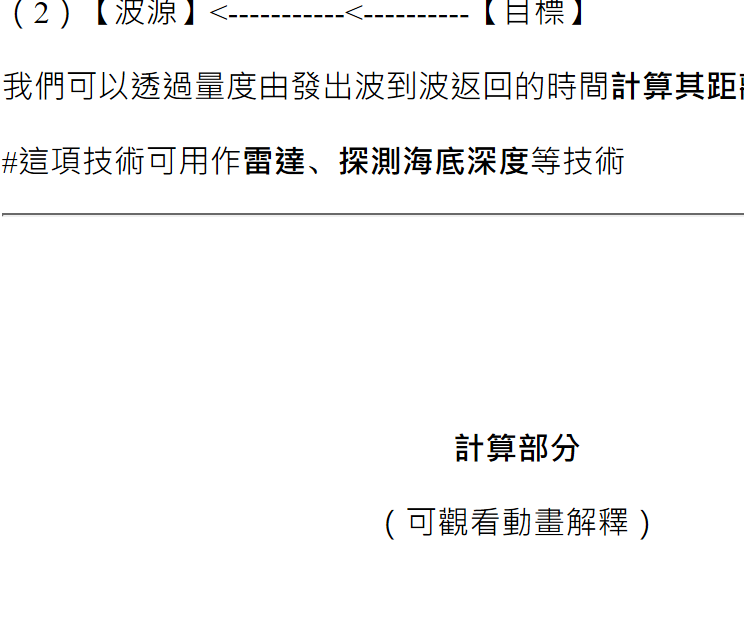 （2）【波源】<-----------<----------【目標】
我們可以透過量度由發出波到波返回的時間計算其距
#這項技術可用作雷達、探測海底深度等技術
計算部分
（可觀看動畫解釋）